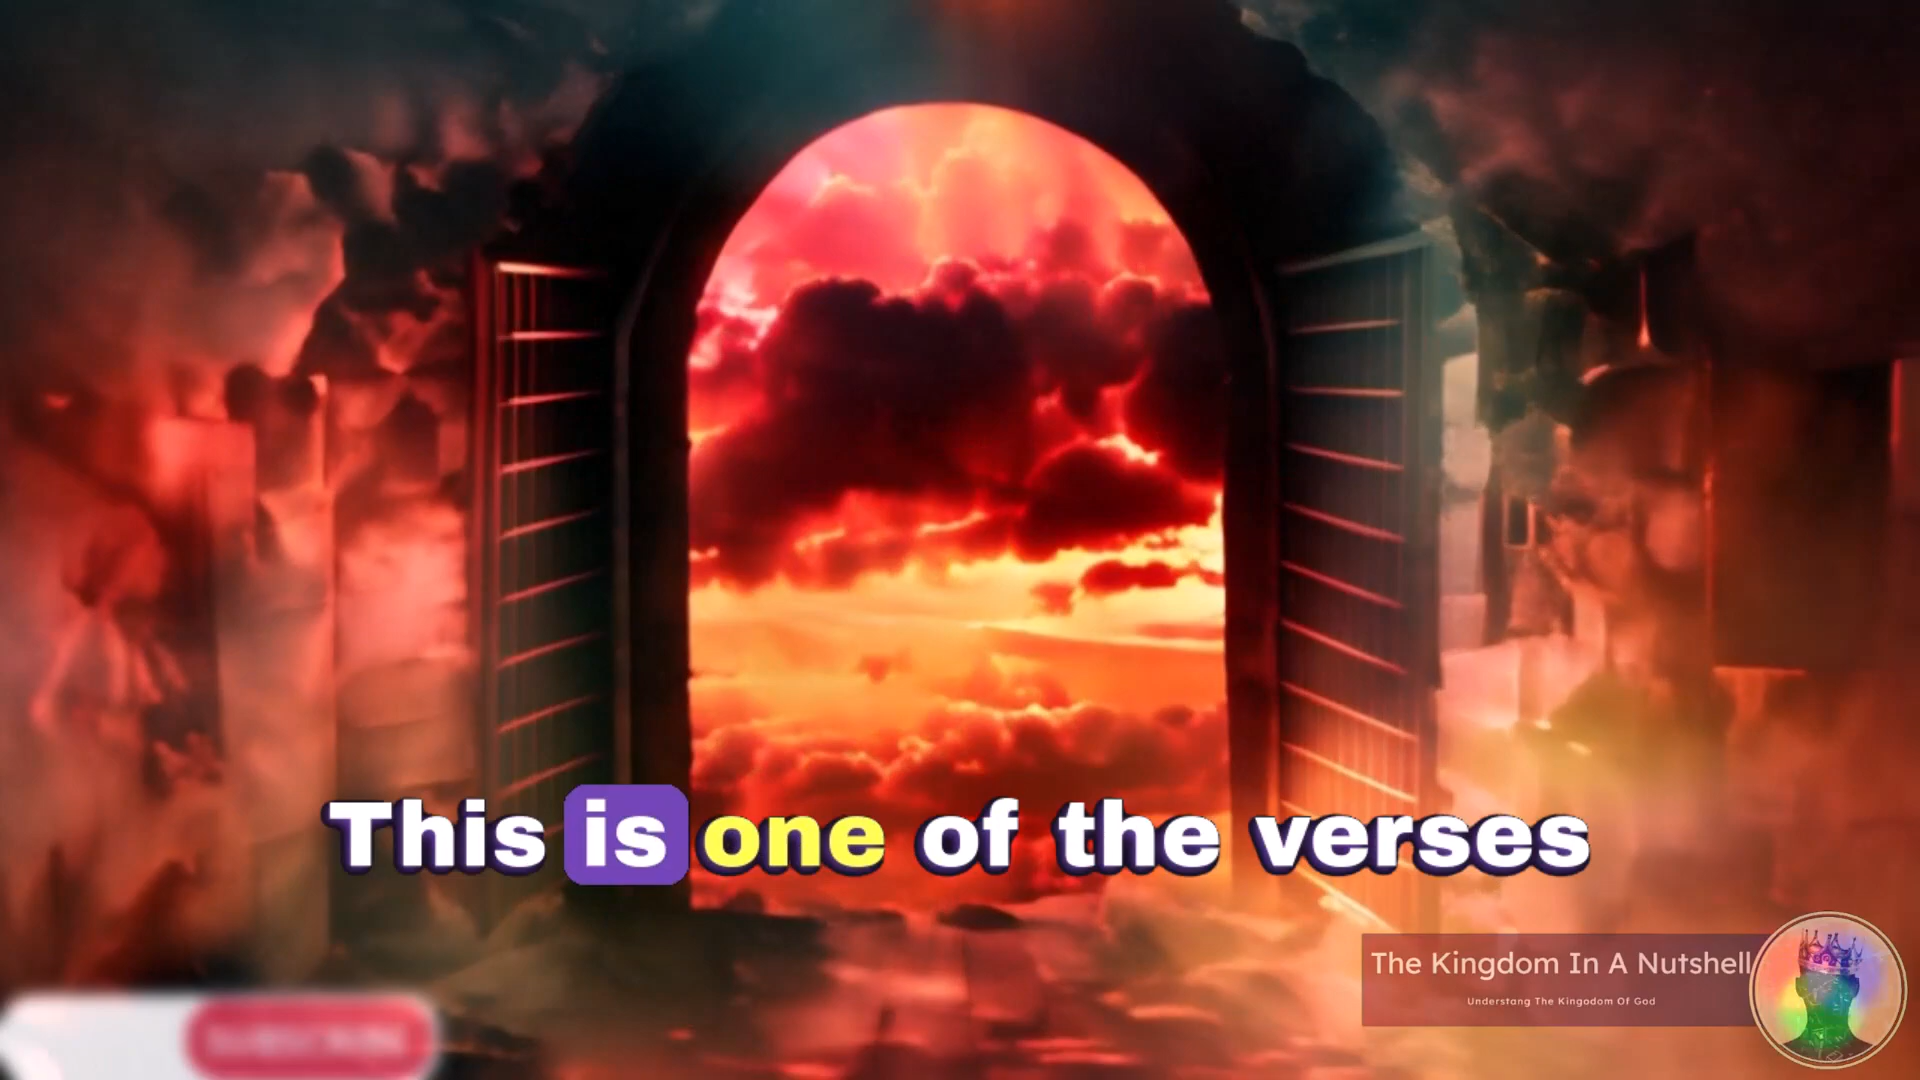 This is one of the verses
The Kingdom In A Nutshell
Understang The Kingodom Of God